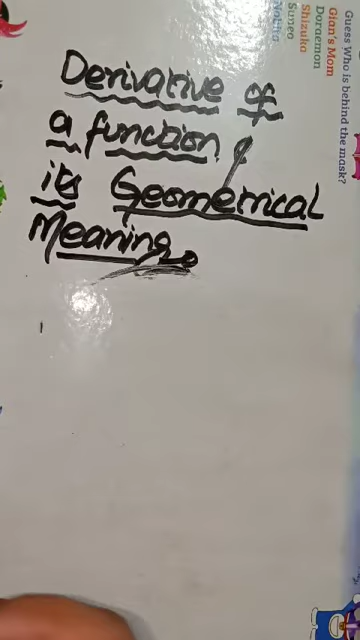 Derivative of
a function &
its Geometrical
Meaning
Guess Who is behind the mask?
Gian's Mom
Doraemon
Shizuka
Suneo
Nobita